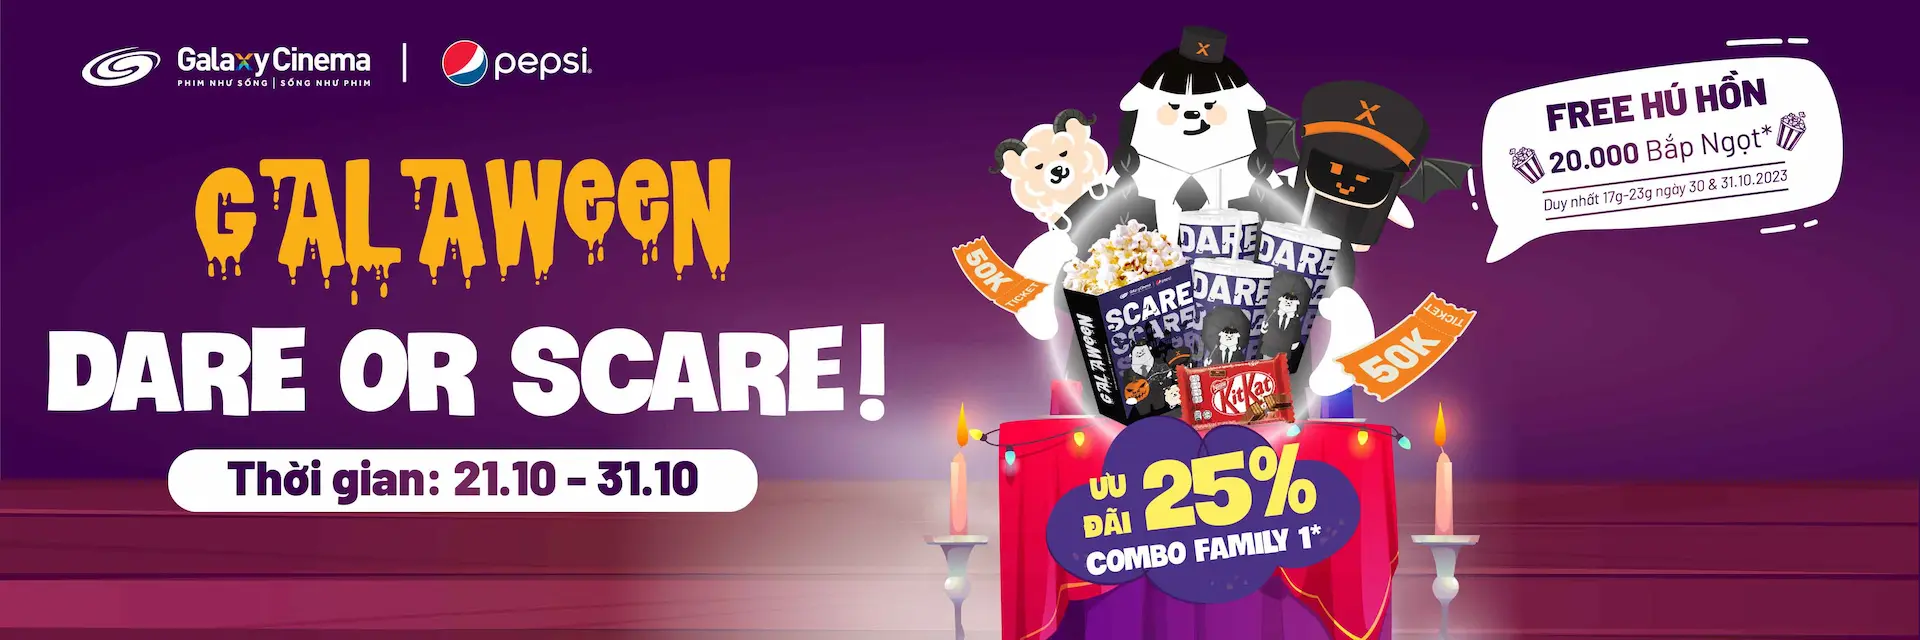 Galaxy Cinema
PHIM NHƯ SỐNG | SỐNG NHƯ PHIM
pepsi
GALAWEEN
DARE OR SCARE!
Thời gian: 21.10 - 31.10
FREE HÚ HỒN
20.000 Bắp Ngọt*
Duy nhất 17g-23g ngày 30 & 31.10.2023
50K
TICKET
DARE
DARE
DARE
SCARE
SCARE
GALAWEEN
KitKat
50K
TICKET
ƯU
ĐÃI
25%
COMBO FAMILY 1*